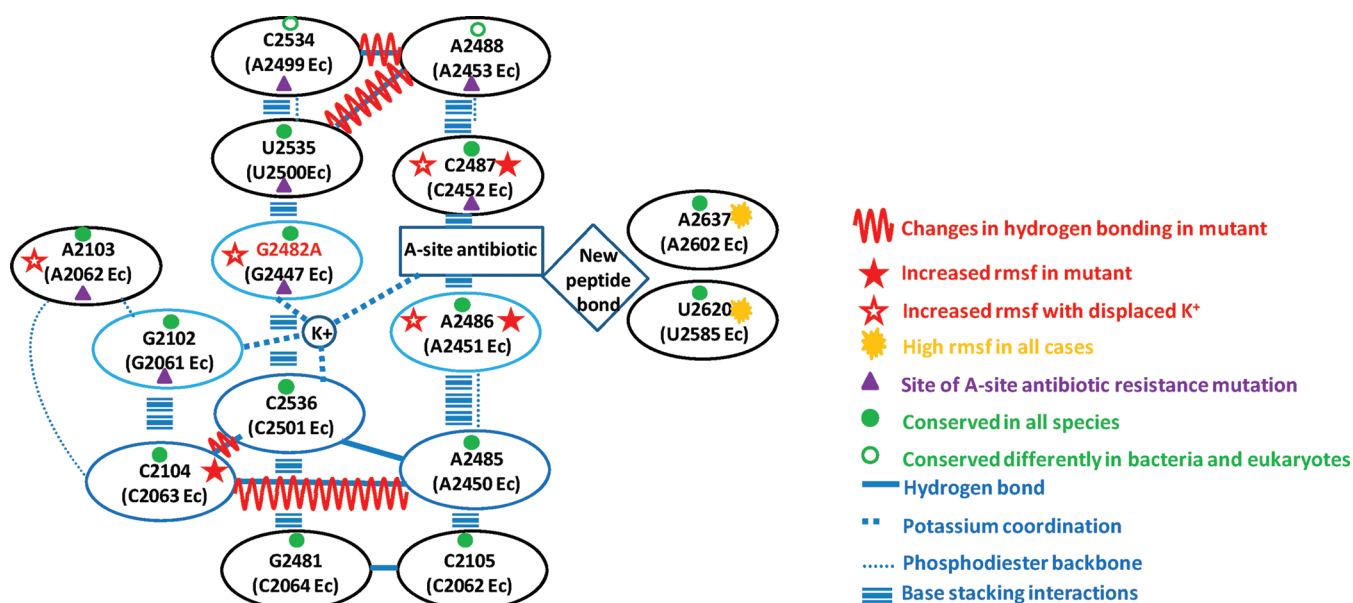 C2534
(A2499 Ec)
A2488
(A2453 Ec)
U2535
(U2500Ec)
C2487
(C2452 Ec)
A2637
(A2602 Ec)
A2103
(A2062 Ec)
G2482A
(G2447 Ec)
A-site antibiotic
New
peptide
bond
U2620
(U2585 Ec)
G2102
(G2061 Ec)
K+
A2486
(A2451 Ec)
C2536
(C2501 Ec)
C2104
(C2063 Ec)
A2485
(A2450 Ec)
G2481
(C2064 Ec)
C2105
(C2062 Ec)
Changes in hydrogen bonding in mutant
Increased rmsf in mutant
Increased rmsf with displaced K⁺
High rmsf in all cases
Site of A-site antibiotic resistance mutation
Conserved in all species
Conserved differently in bacteria and eukaryotes
Hydrogen bond
Potassium coordination
Phosphodiester backbone
Base stacking interactions